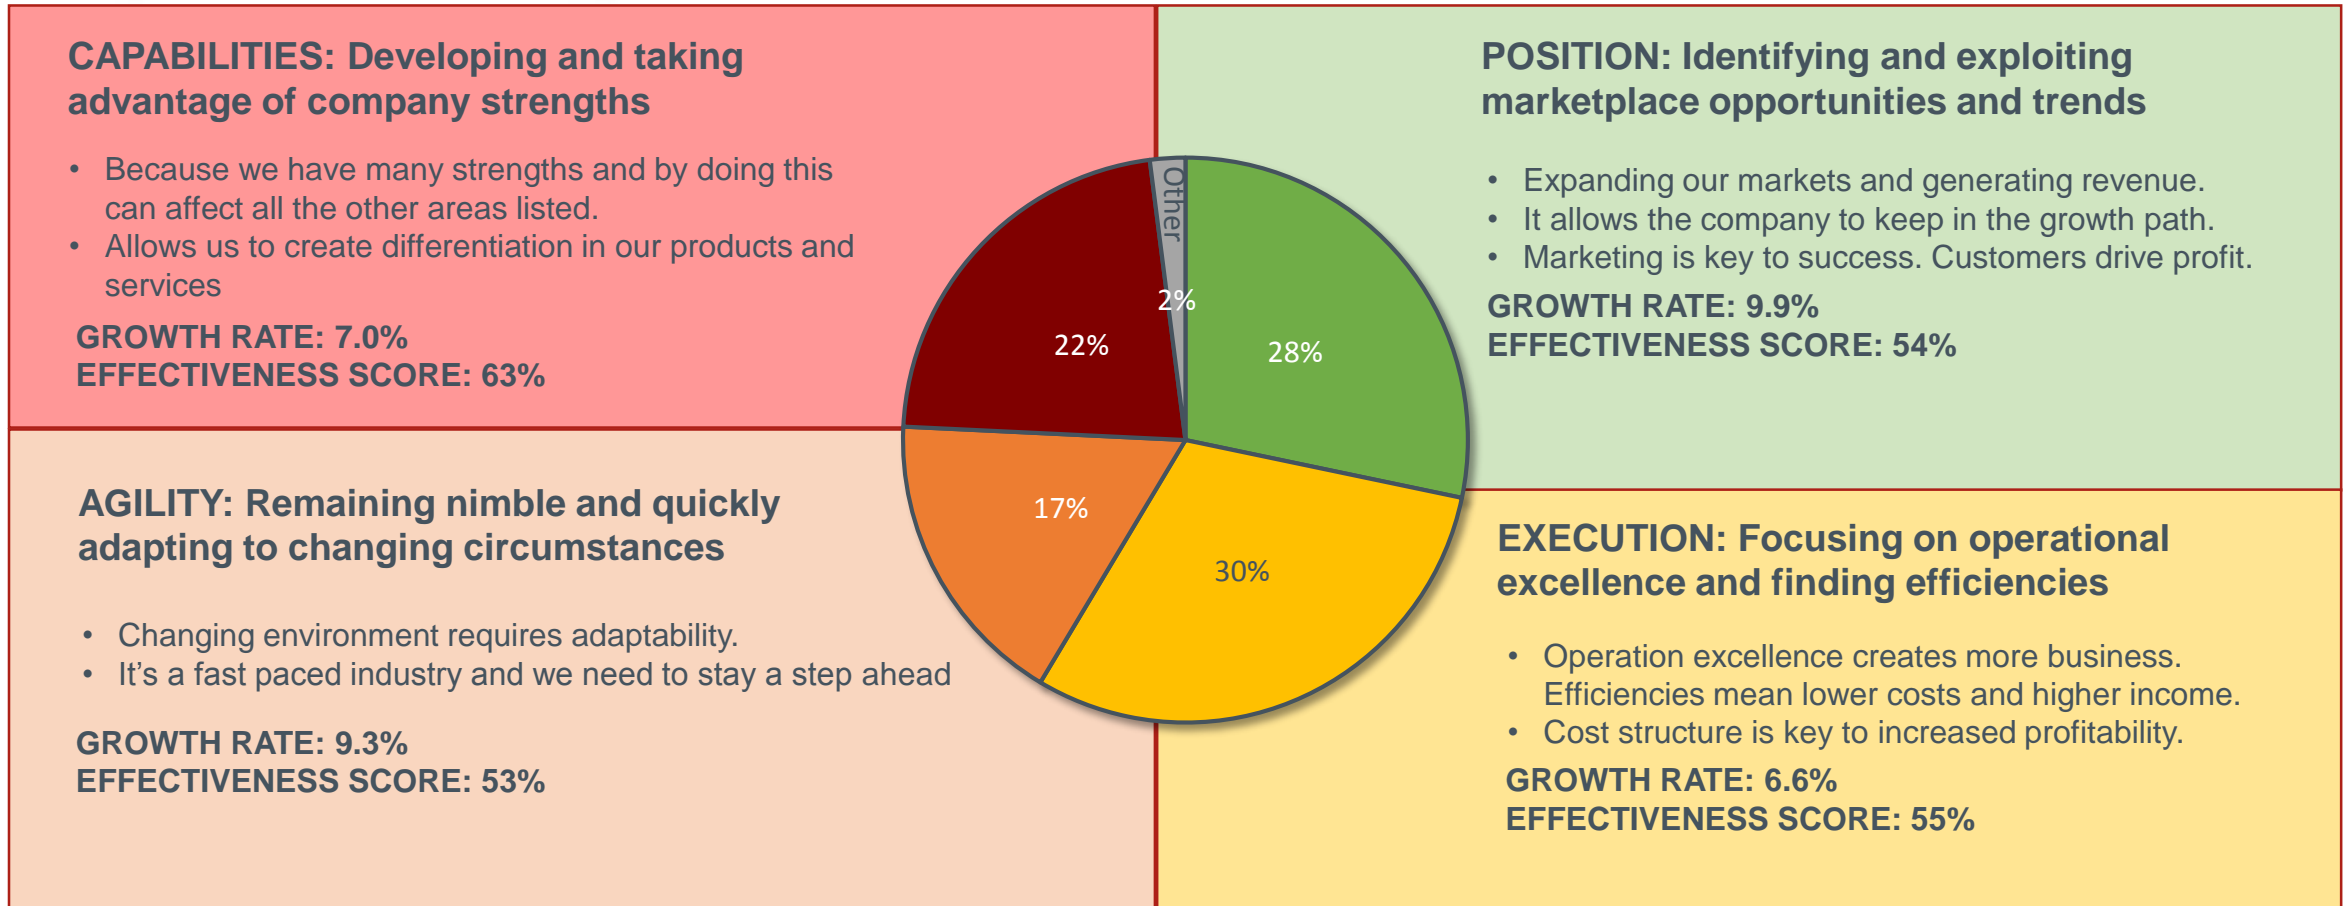 CAPABILITIES: Developing and taking
advantage of company strengths
• Because we have many strengths and by doing this
can affect all the other areas listed.
• Allows us to create differentiation in our products and
services
GROWTH RATE: 7.0%
EFFECTIVENESS SCORE: 63%
POSITION: Identifying and exploiting
marketplace opportunities and trends
• Expanding our markets and generating revenue.
• It allows the company to keep in the growth path.
• Marketing is key to success. Customers drive profit.
GROWTH RATE: 9.9%
EFFECTIVENESS SCORE: 54%
Other
2%
22%
28%
17%
30%
AGILITY: Remaining nimble and quickly
adapting to changing circumstances
• Changing environment requires adaptability.
• It’s a fast paced industry and we need to stay a step ahead
GROWTH RATE: 9.3%
EFFECTIVENESS SCORE: 53%
EXECUTION: Focusing on operational
excellence and finding efficiencies
• Operation excellence creates more business.
Efficiencies mean lower costs and higher income.
• Cost structure is key to increased profitability.
GROWTH RATE: 6.6%
EFFECTIVENESS SCORE: 55%